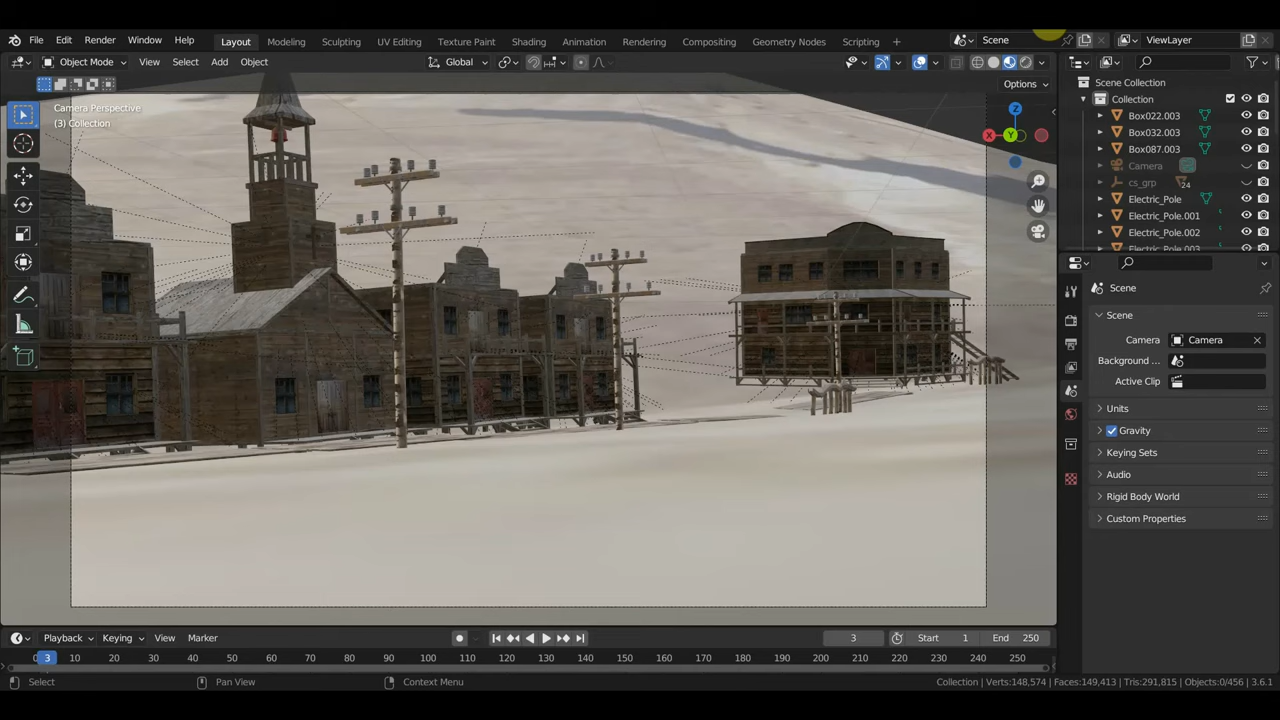 File Edit Render Window Help Layout Modeling Sculpting UV Editing Texture Paint Shading Animation Rendering Compositing Geometry Nodes Scripting + Scene ViewLayer
Object Mode View Select Add Object Global
Options
Camera Perspective
(3) Collection
Z
X
Y
Scene Collection
Collection
Box022.003
Box032.003
Box087.003
Camera
cs_grp 24
Electric_Pole
Electric_Pole.001
Electric_Pole.002
Electric_Pole.003
Scene
Scene
Camera Camera
Background ...
Active Clip
Units
Gravity
Keying Sets
Audio
Rigid Body World
Custom Properties
Playback Keying View Marker 3 Start 1 End 250
0 3 10 20 30 40 50 60 70 80 90 100 110 120 130 140 150 160 170 180 190 200 210 220 230 240 250
Select Pan View Context Menu Collection | Verts:148,574 | Faces:149,413 | Tris:291,815 | Objects:0/456 | 3.6.1